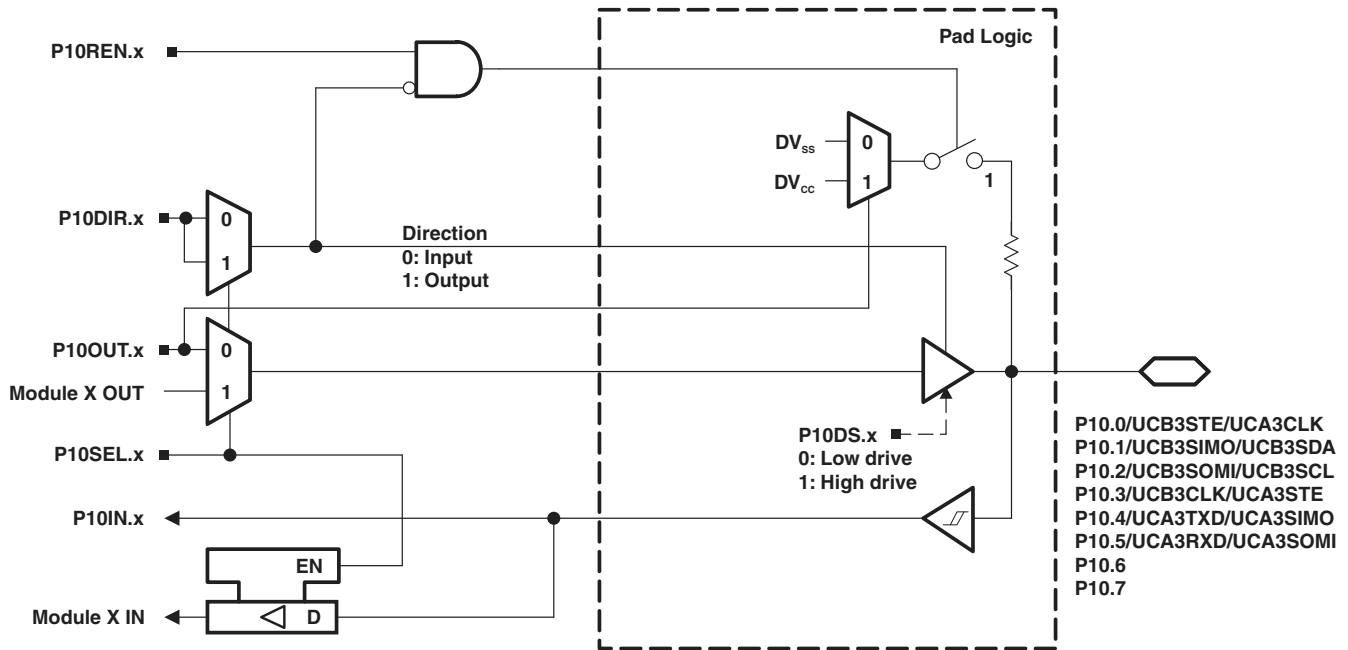 Pad Logic
P10REN.x
DVss
0
DVcc
1
1
P10DIR.x
0
1
Direction
0: Input
1: Output
P10OUT.x
0
Module X OUT
1
P10DS.x
0: Low drive
1: High drive
P10SEL.x
P10IN.x
EN
Module X IN
D
P10.0/UCB3STE/UCA3CLK
P10.1/UCB3SIMO/UCB3SDA
P10.2/UCB3SOMI/UCB3SCL
P10.3/UCB3CLK/UCA3STE
P10.4/UCA3TXD/UCA3SIMO
P10.5/UCA3RXD/UCA3SOMI
P10.6
P10.7